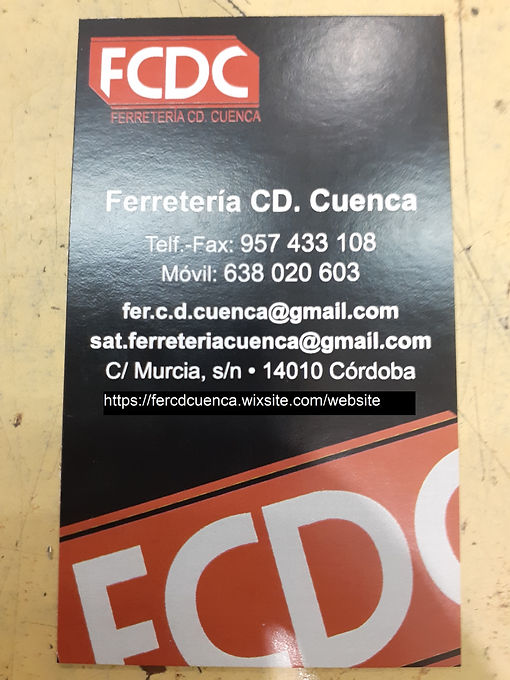 FCDC
FERRETERÍA CD. CUENCA
Ferretería CD. Cuenca
Telf.-Fax: 957 433 108
Móvil: 638 020 603
fer.c.d.cuenca@gmail.com
sat.ferreteriacuenca@gmail.com
C/ Murcia, s/n • 14010 Córdoba
https://fercdcuenca.wixsite.com/website
FCDC